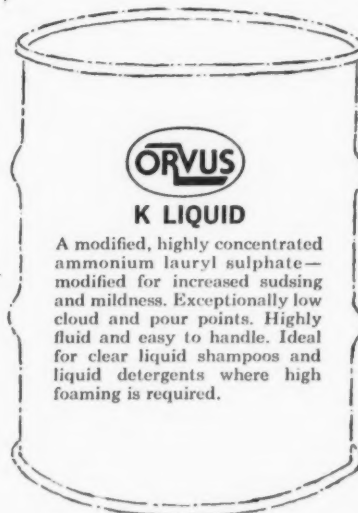 ORVUS
K LIQUID
A modified, highly concentrated
ammonium lauryl sulphate—
modified for increased sudsing
and mildness. Exceptionally low
cloud and pour points. Highly
fluid and easy to handle. Ideal
for clear liquid shampoos and
liquid detergents where high
foaming is required.